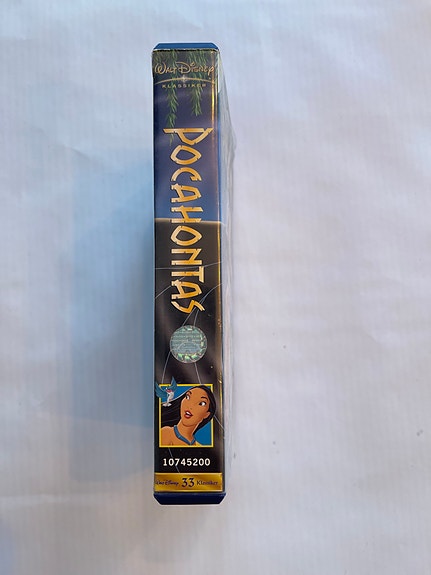 WALT DISNEY
KLASSIKER
POCAHONTAS
10745200
WALT DISNEY 33 Klassiker